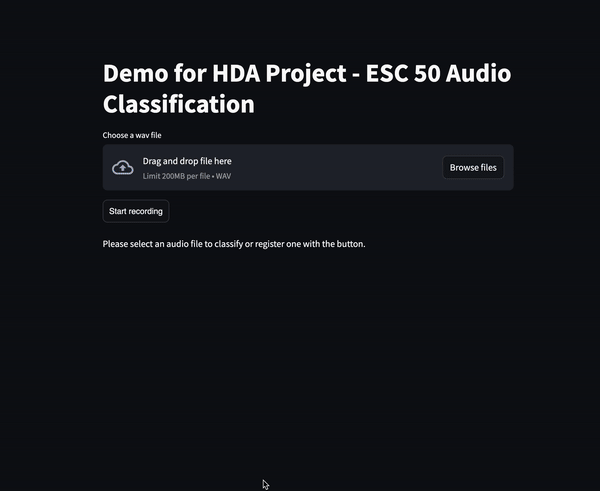 Demo for HDA Project - ESC 50 Audio
Classification
Choose a wav file
Drag and drop file here
Limit 200MB per file • WAV
Browse files
Start recording
Please select an audio file to classify or register one with the button.